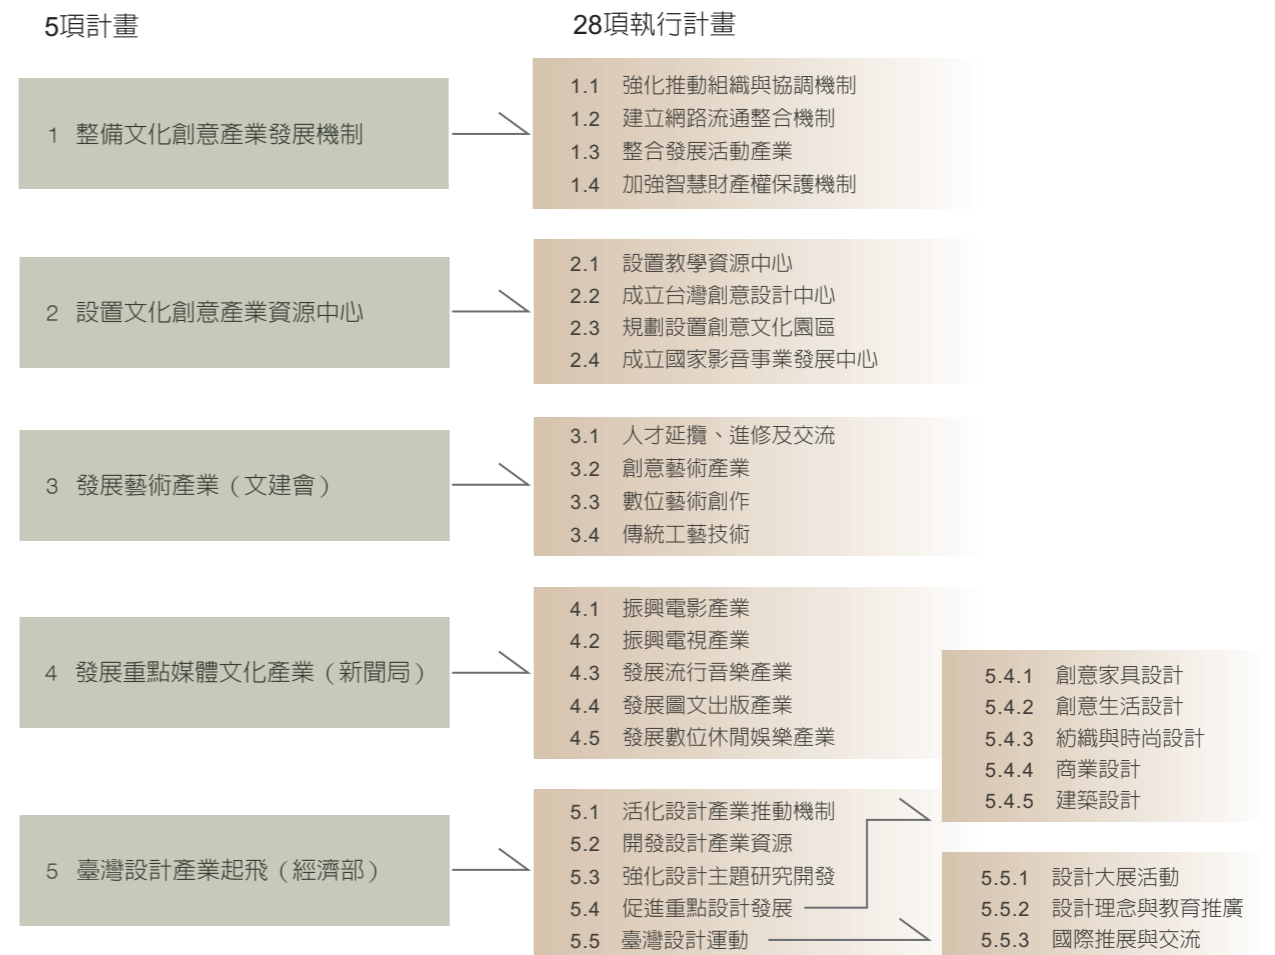 5項計畫
28項執行計畫
1 整備文化創意產業發展機制
1.1 強化推動組織與協調機制
1.2 建立網路流通整合機制
1.3 整合發展活動產業
1.4 加強智慧財產權保護機制
2 設置文化創意產業資源中心
2.1 設置教學資源中心
2.2 成立台灣創意設計中心
2.3 規劃設置創意文化園區
2.4 成立國家影音事業發展中心
3 發展藝術產業（文建會）
3.1 人才延攬、進修及交流
3.2 創意藝術產業
3.3 數位藝術創作
3.4 傳統工藝技術
4 發展重點媒體文化產業（新聞局）
4.1 振興電影產業
4.2 振興電視產業
4.3 發展流行音樂產業
4.4 發展圖文出版產業
4.5 發展數位休閒娛樂產業
5 臺灣設計產業起飛（經濟部）
5.1 活化設計產業推動機制
5.2 開發設計產業資源
5.3 強化設計主題研究開發
5.4 促進重點設計發展
5.5 臺灣設計運動
5.4.1 創意家具設計
5.4.2 創意生活設計
5.4.3 紡織與時尚設計
5.4.4 商業設計
5.4.5 建築設計
5.5.1 設計大展活動
5.5.2 設計理念與教育推廣
5.5.3 國際推展與交流